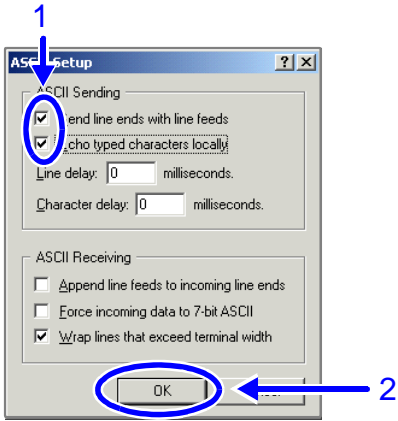 1
ASCII Setup
ASCII Sending
Send line ends with line feeds
Echo typed characters locally
Line delay: 0 milliseconds.
Character delay: 0 milliseconds.
ASCII Receiving
Append line feeds to incoming line ends
Force incoming data to 7-bit ASCII
Wrap lines that exceed terminal width
OK
2